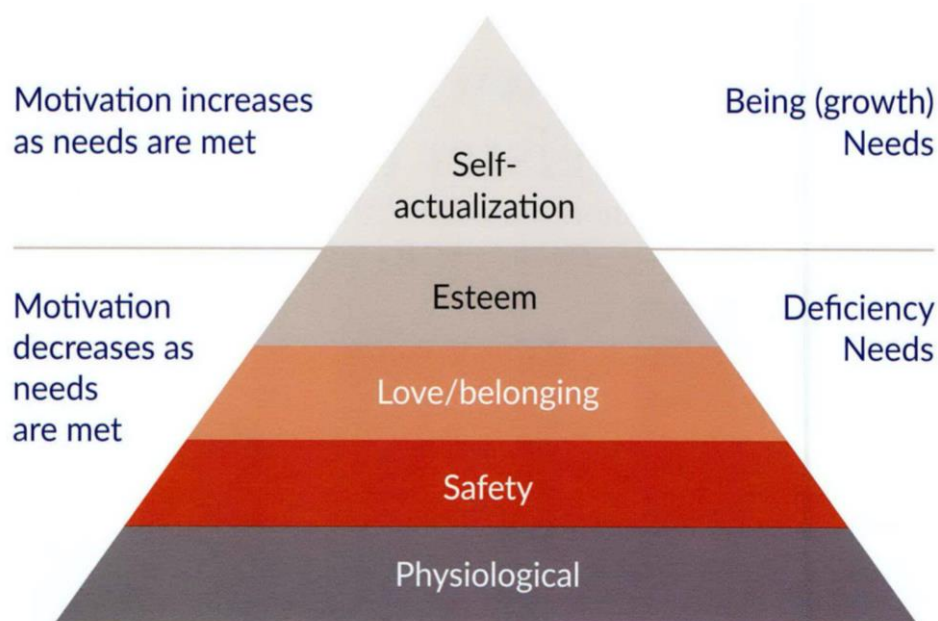 Motivation increases
as needs are met
Being (growth)
Needs
Self-
actualization
Esteem
Motivation
decreases as
needs
are met
Deficiency
Needs
Love/belonging
Safety
Physiological